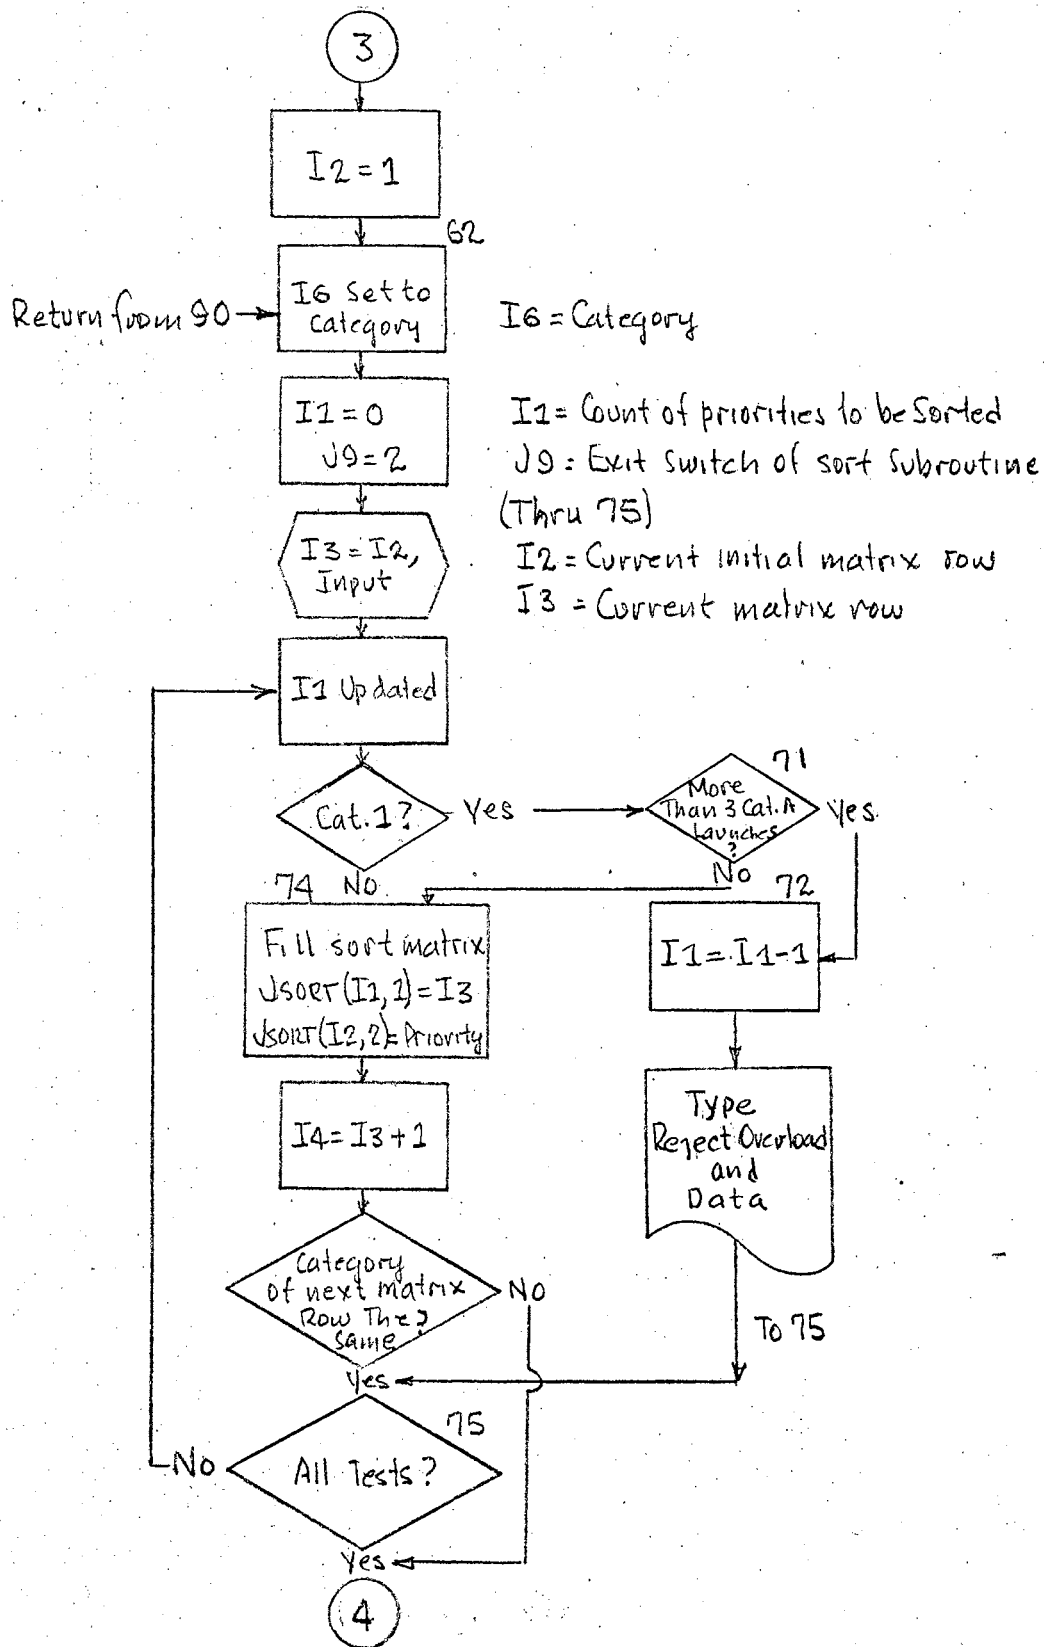 3
I2 = 1
62
Return from 90
I6 Set to
Category
I6 = Category
I1 = 0
J9 = 2
I1 = Count of priorities to be Sorted
J9 = Exit Switch of sort Subroutine
(Thru 75)
I3 = I2,
Input
I2 = Current initial matrix row
I3 = Current matrix row
I1 Updated
Cat. 1?
Yes
71
More
Than 3 Cat. A
Launches
?
Yes
No
74
No
72
Fill sort matrix
JSORT(I1,1)=I3
JSORT(I2,2)=Priority
I1 = I1-1
I4 = I3+1
Type
Reject Overload
and
Data
Category
of next matrix
Row The ?
Same
No
Yes
To 75
75
All Tests?
No
Yes
4